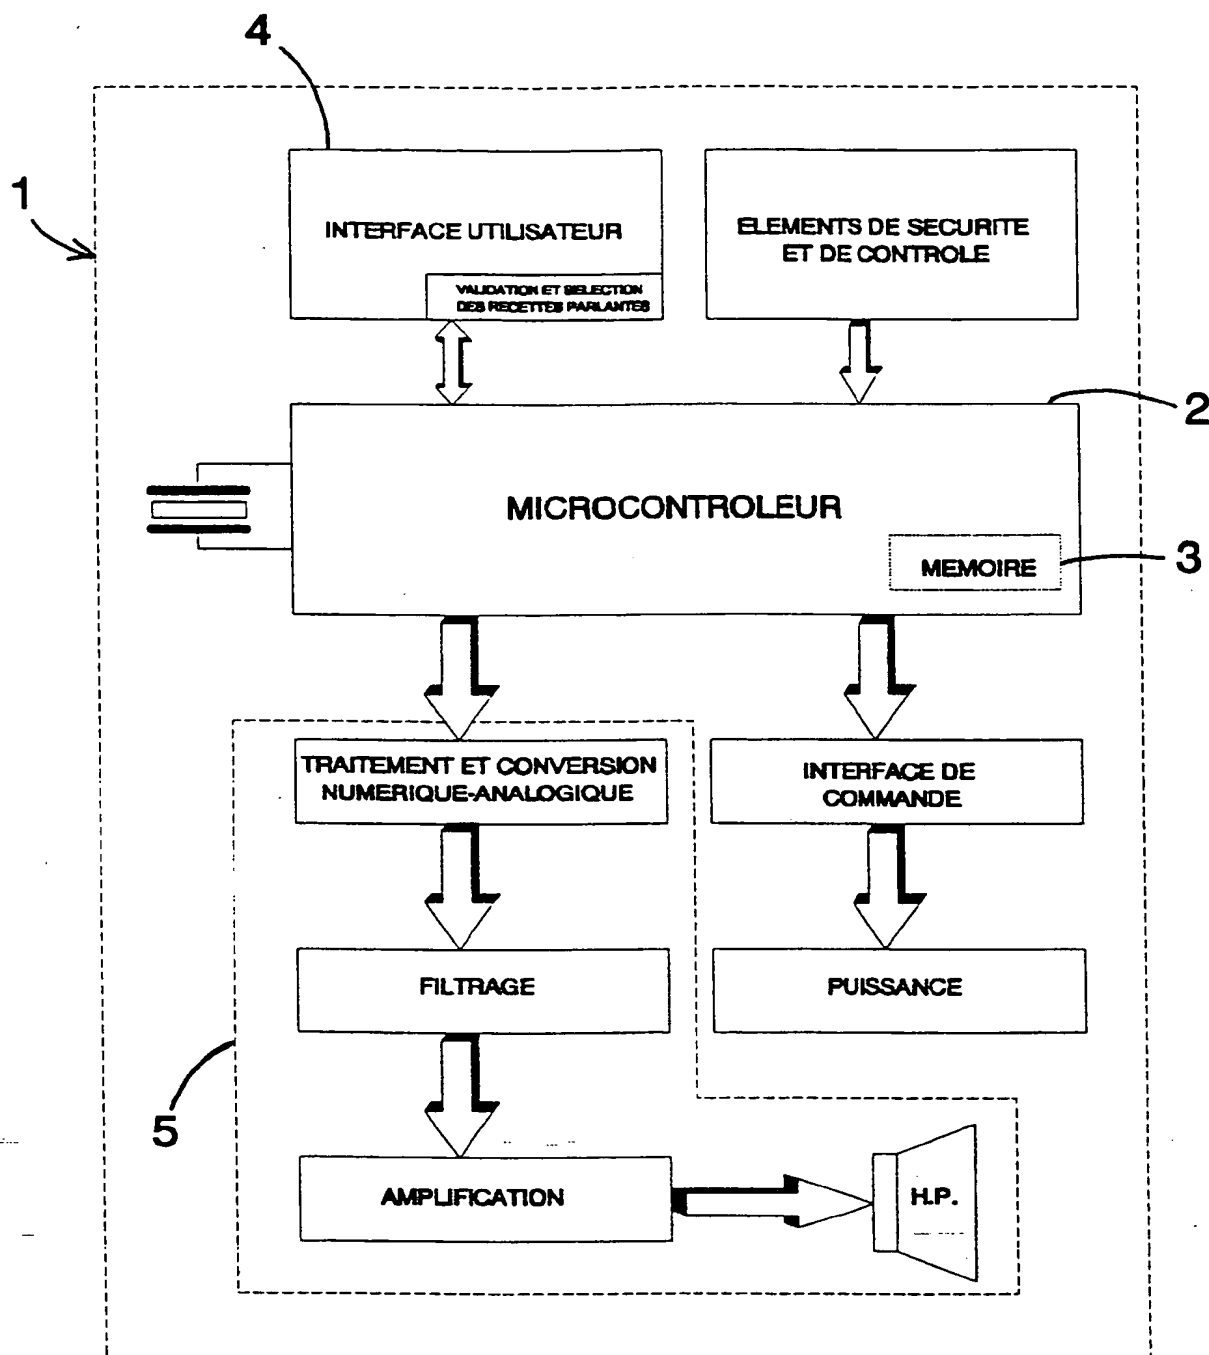 4
1
INTERFACE UTILISATEUR
VALIDATION ET SELECTION
DES RECETTES PARLANTES
ELEMENTS DE SECURITE
ET DE CONTROLE
2
MICROCONTROLEUR
MEMOIRE
3
TRAITEMENT ET CONVERSION
NUMERIQUE-ANALOGIQUE
INTERFACE DE
COMMANDE
FILTRAGE
PUISSANCE
5
AMPLIFICATION
H.P.